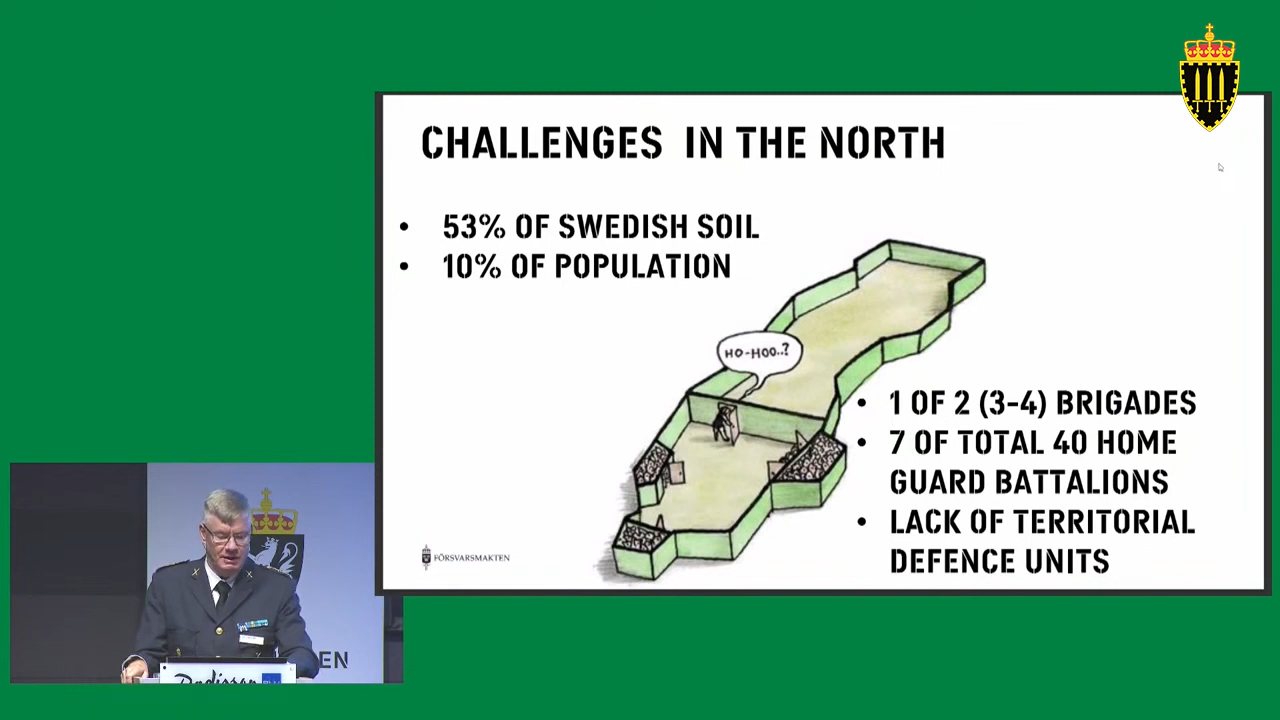 CHALLENGES IN THE NORTH
• 53% OF SWEDISH SOIL
• 10% OF POPULATION
HO-HOO..?
• 1 OF 2 (3-4) BRIGADES
• 7 OF TOTAL 40 HOME
GUARD BATTALIONS
• LACK OF TERRITORIAL
DEFENCE UNITS
FÖRSVARSMAKTEN
EN
Radisson